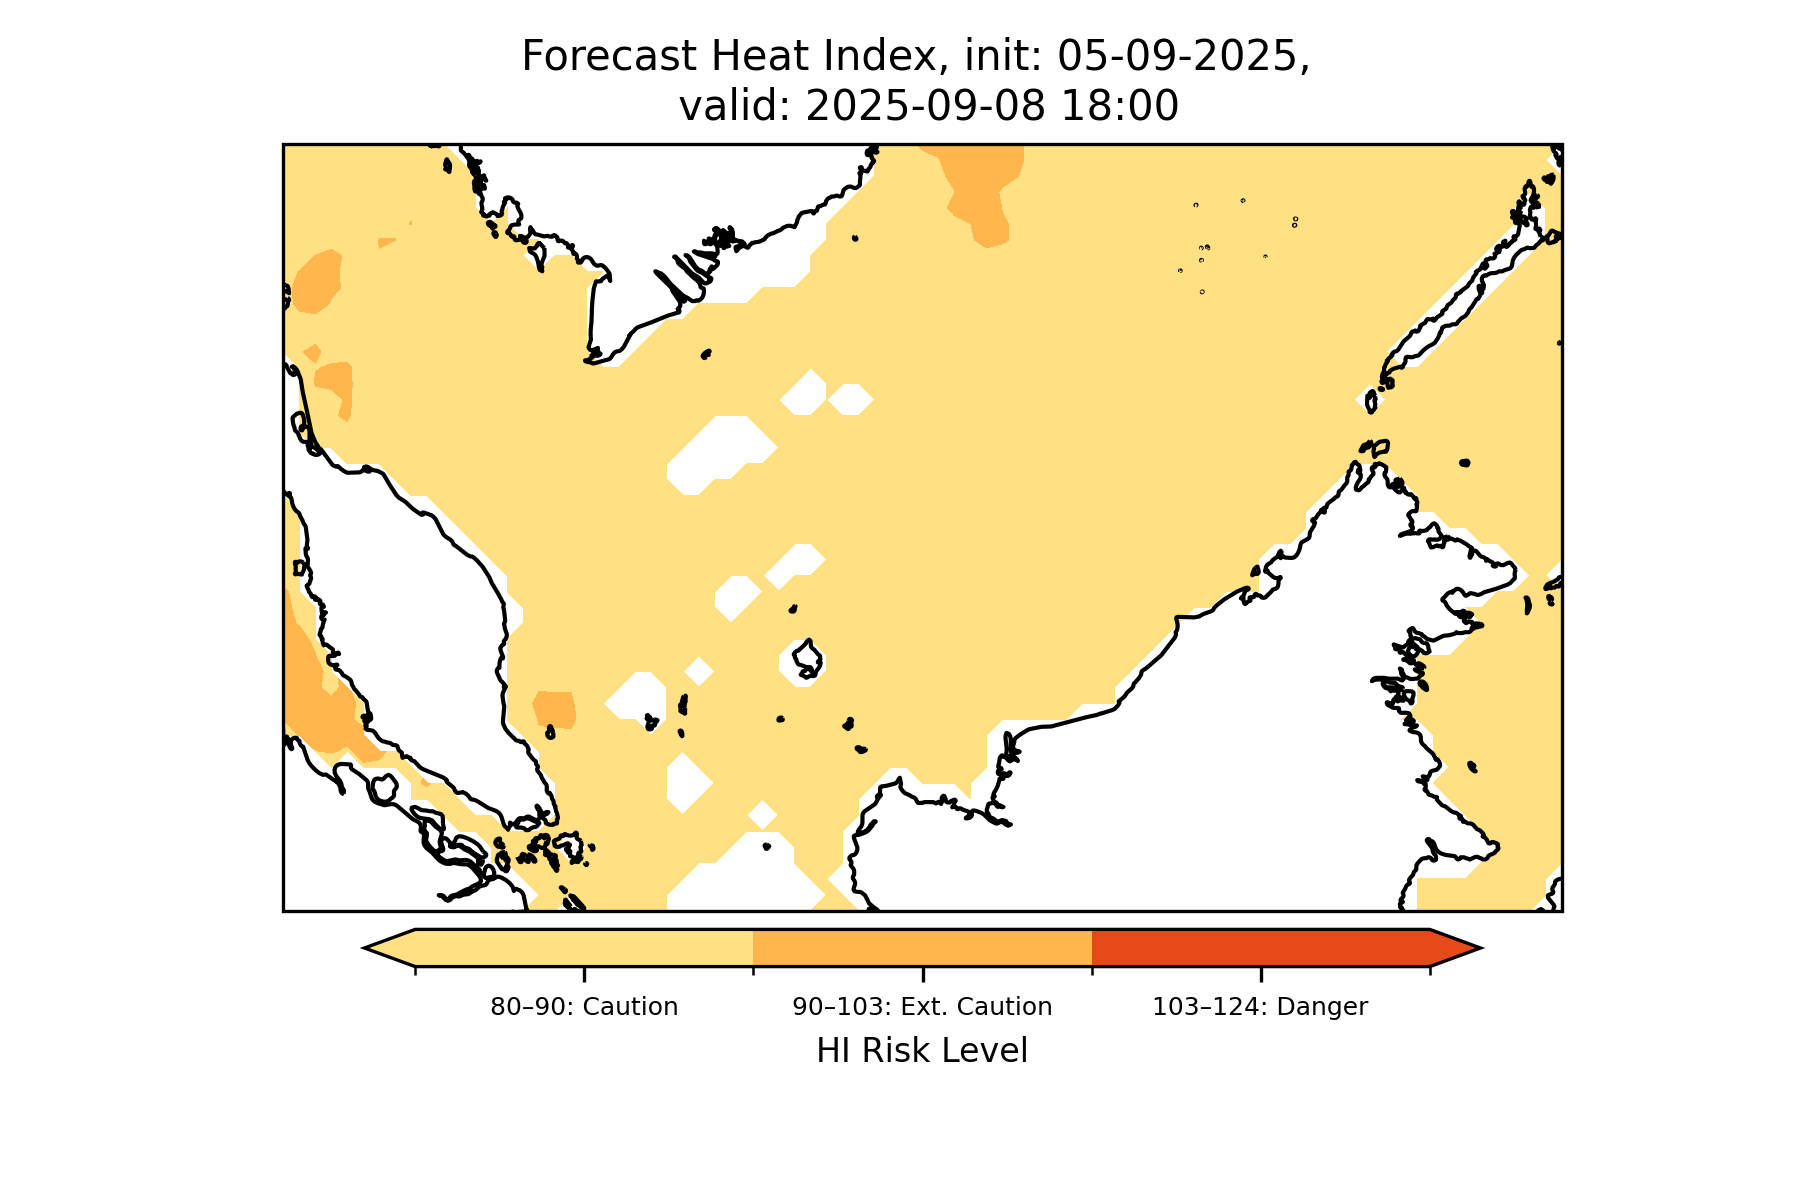 Forecast Heat Index, init: 05-09-2025,
valid: 2025-09-08 18:00
80–90: Caution
90–103: Ext. Caution
103–124: Danger
HI Risk Level